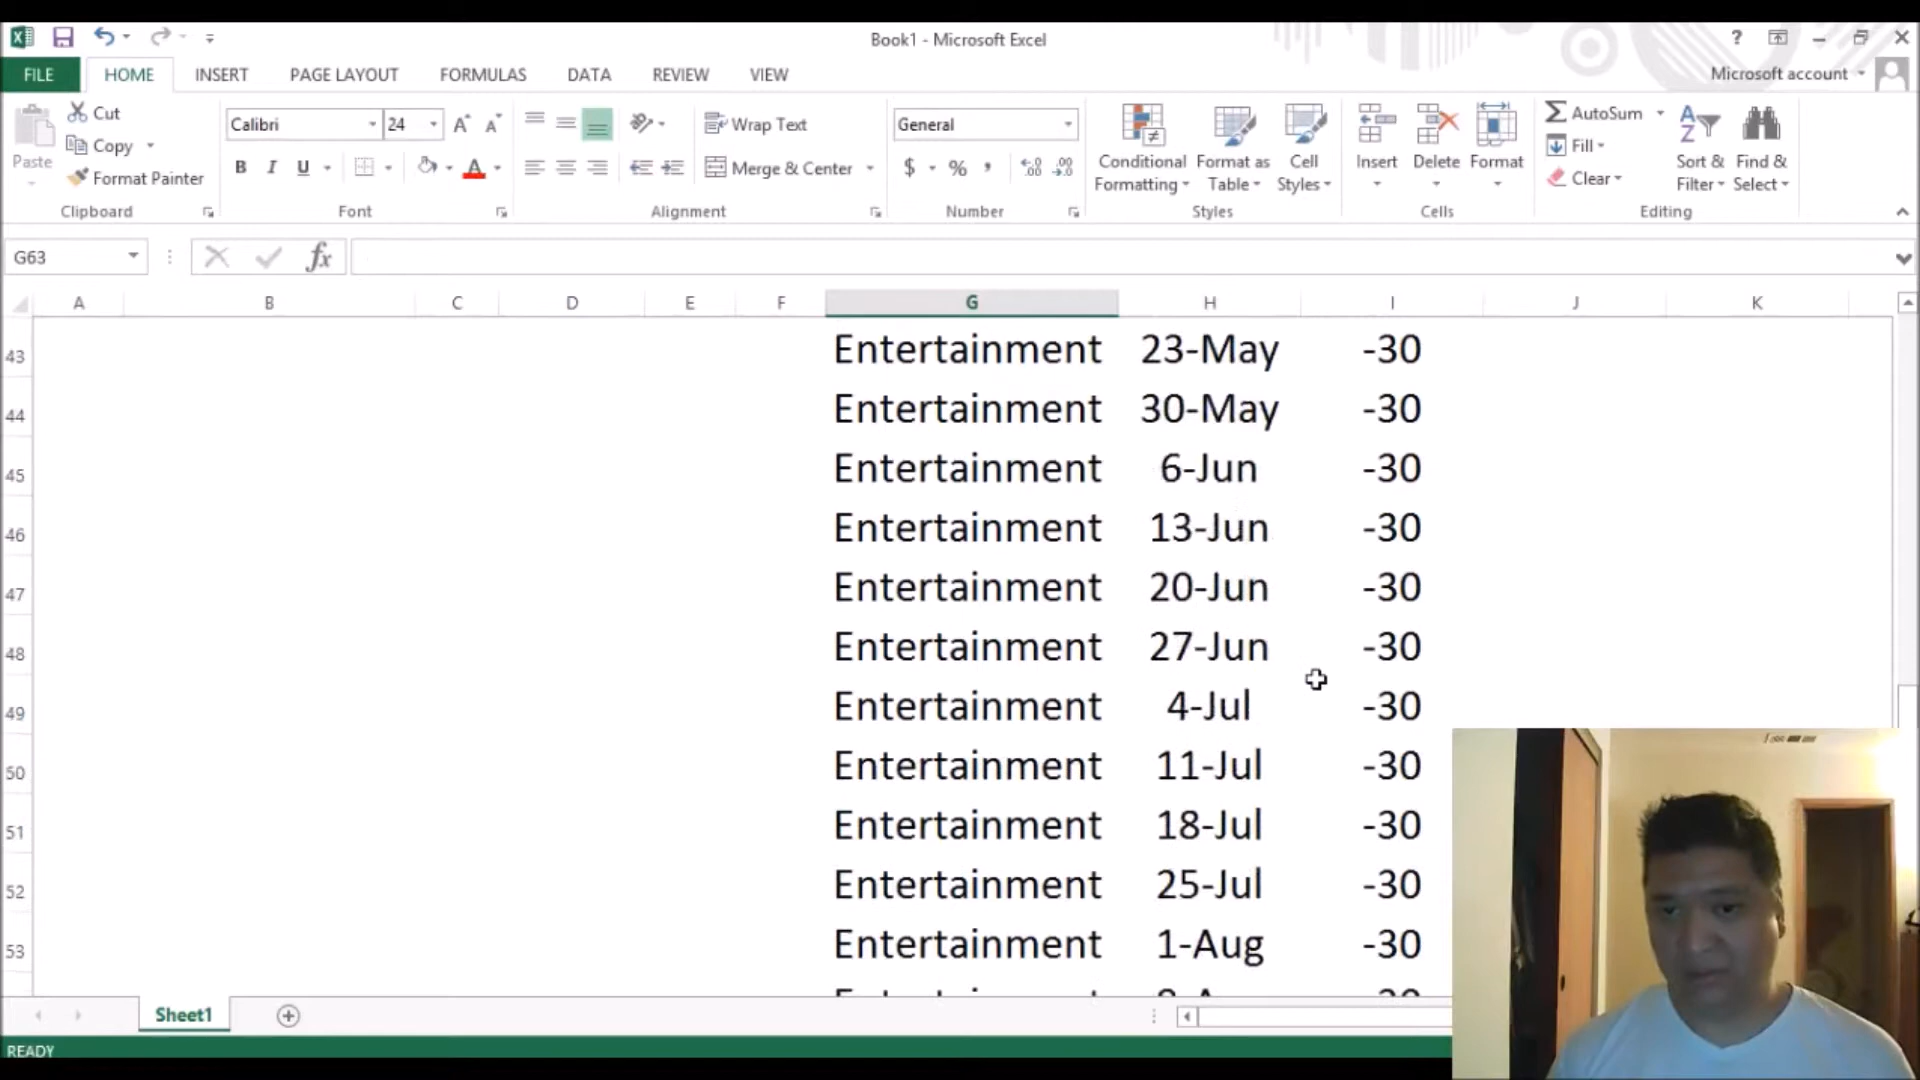 Book1 - Microsoft Excel
?
FILE HOME INSERT PAGE LAYOUT FORMULAS DATA REVIEW VIEW Microsoft account
Paste
Cut
Copy
Format Painter
Clipboard
Calibri 24
B I U
Font
Wrap Text
Merge & Center
Alignment
General
$ % ,
Number
Conditional Formatting
Format as Table
Cell Styles
Styles
Insert Delete Format
Cells
AutoSum
Fill
Clear
Sort & Filter
Find & Select
Editing
G63 fx
A B C D E F G H I J K
43 Entertainment 23-May -30
44 Entertainment 30-May -30
45 Entertainment 6-Jun -30
46 Entertainment 13-Jun -30
47 Entertainment 20-Jun -30
48 Entertainment 27-Jun -30
49 Entertainment 4-Jul -30
50 Entertainment 11-Jul -30
51 Entertainment 18-Jul -30
52 Entertainment 25-Jul -30
53 Entertainment 1-Aug -30
Sheet1
READY